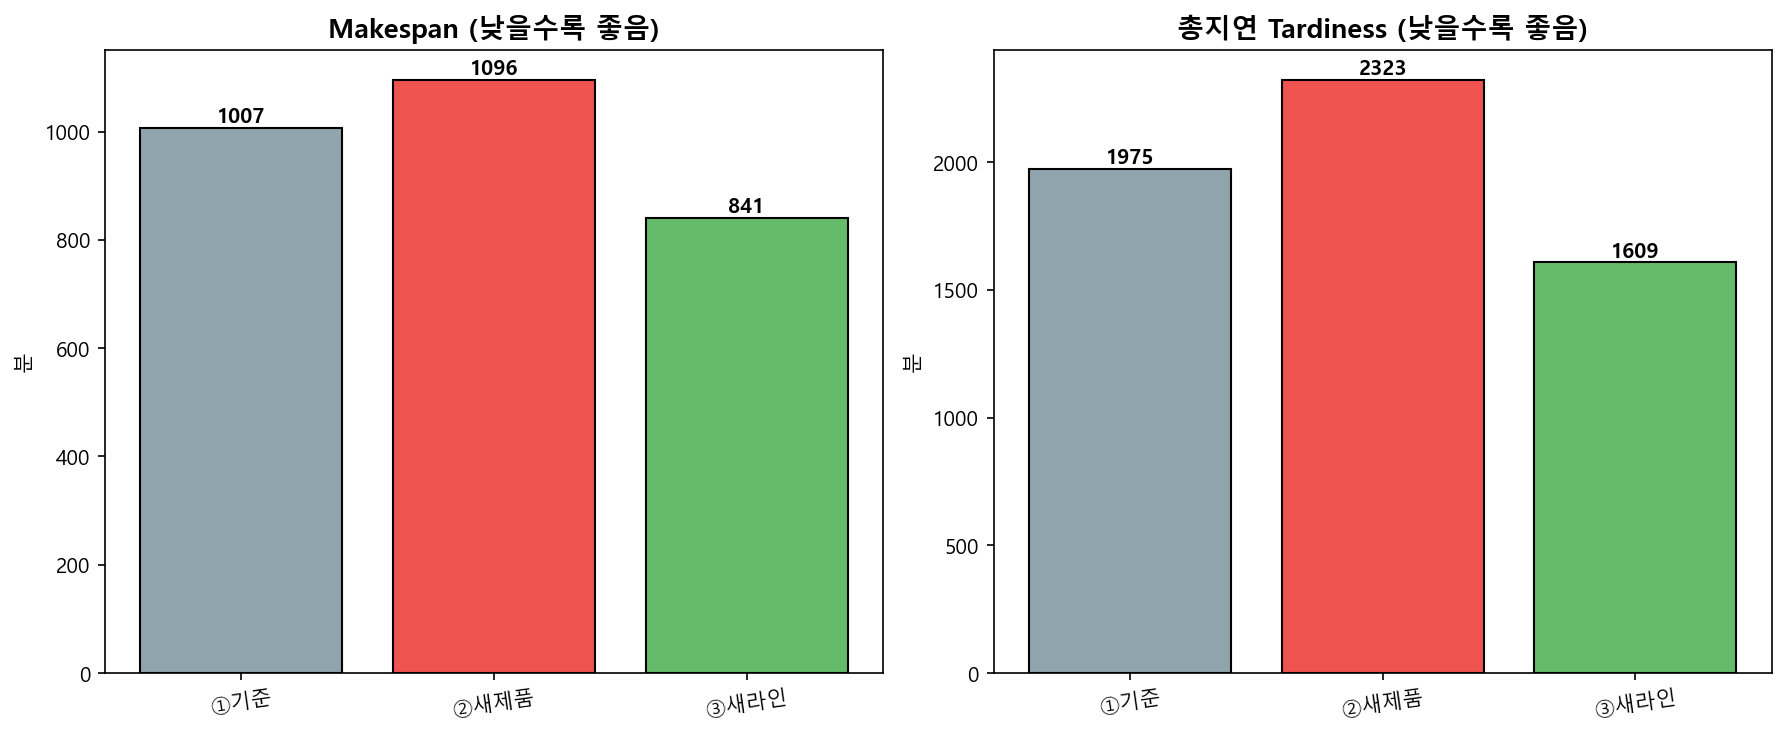 Makespan (낮을수록 좋음)
분
1000
800
600
400
200
0
1007
1096
841
①기준
②새제품
③새라인
총지연 Tardiness (낮을수록 좋음)
분
2000
1500
1000
500
0
1975
2323
1609
①기준
②새제품
③새라인